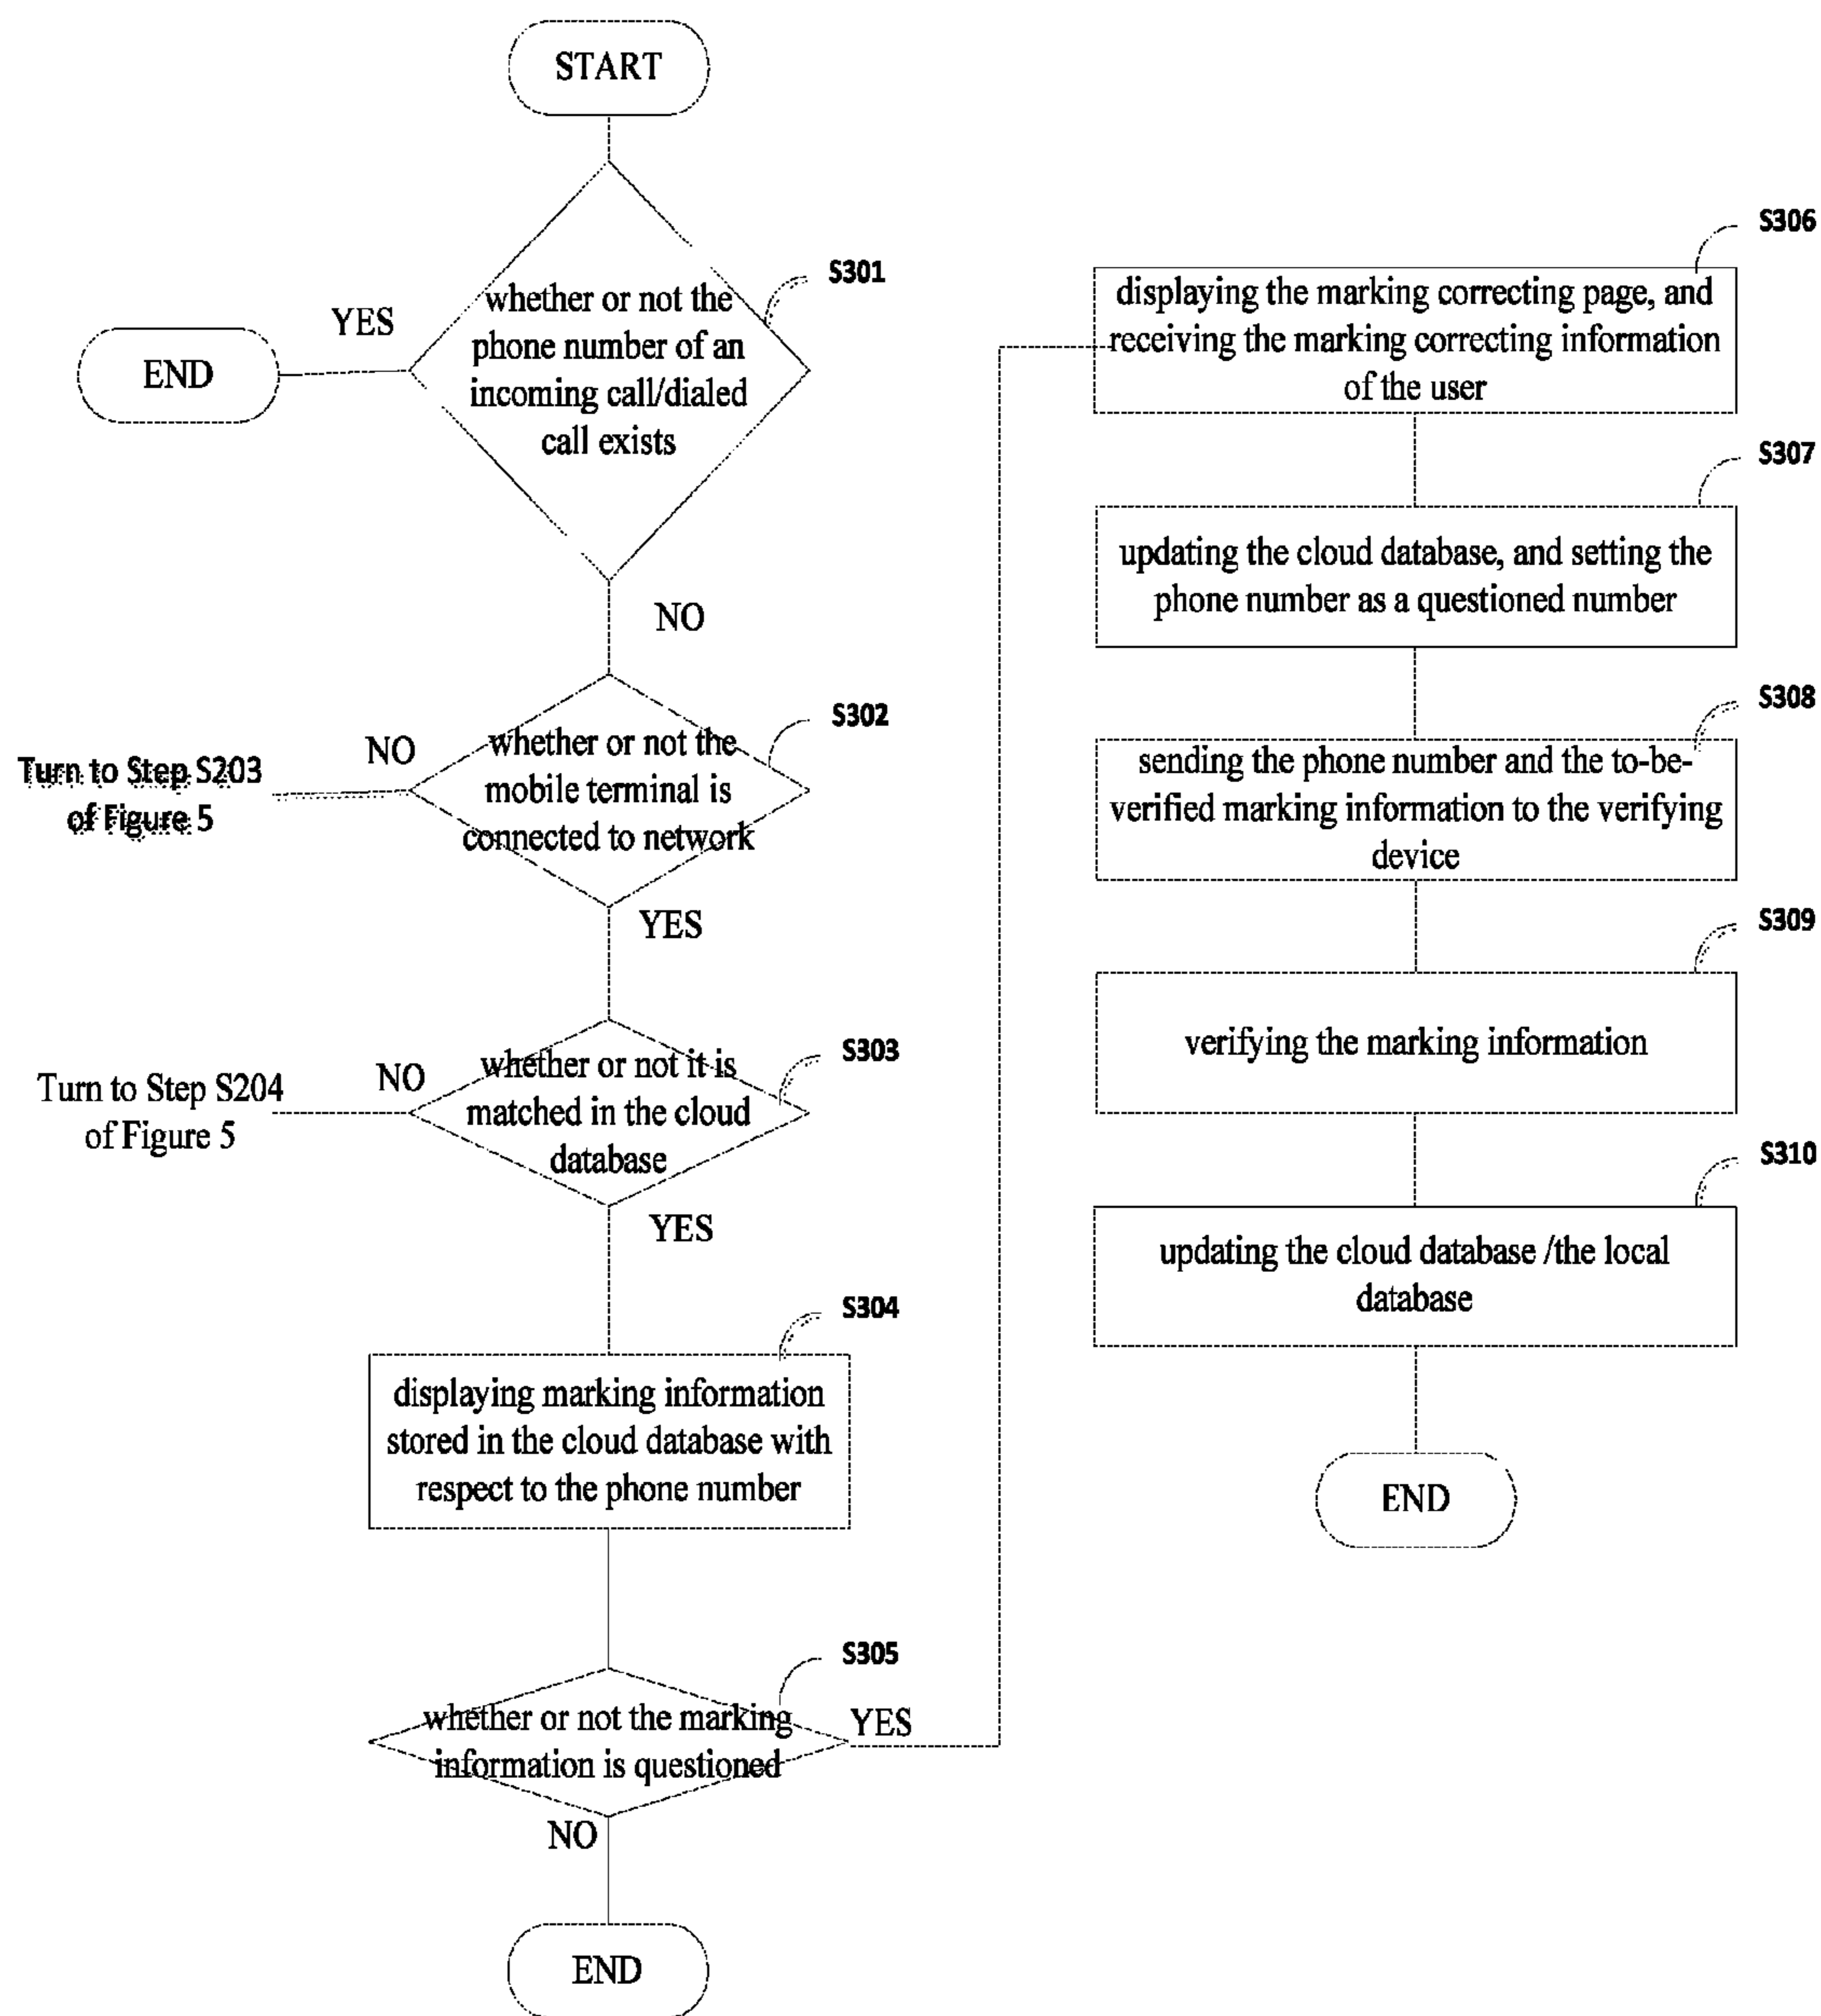 START
S301
whether or not the
phone number of an
incoming call/dialed
call exists
YES
END
NO
S302
whether or not the
mobile terminal is
connected to network
NO
Turn to Step S203
of Figure 5
YES
S303
whether or not it is
matched in the cloud
database
NO
Turn to Step S204
of Figure 5
YES
S304
displaying marking information
stored in the cloud database with
respect to the phone number
S305
whether or not the marking
information is questioned
YES
NO
END
S306
displaying the marking correcting page, and
receiving the marking correcting information
of the user
S307
updating the cloud database, and setting the
phone number as a questioned number
S308
sending the phone number and the to-be-
verified marking information to the verifying
device
S309
verifying the marking information
S310
updating the cloud database /the local
database
END